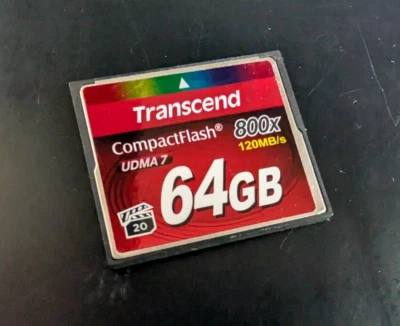 Transcend
CompactFlash® 800x
UDMA 7 120MB/s
64GB
20